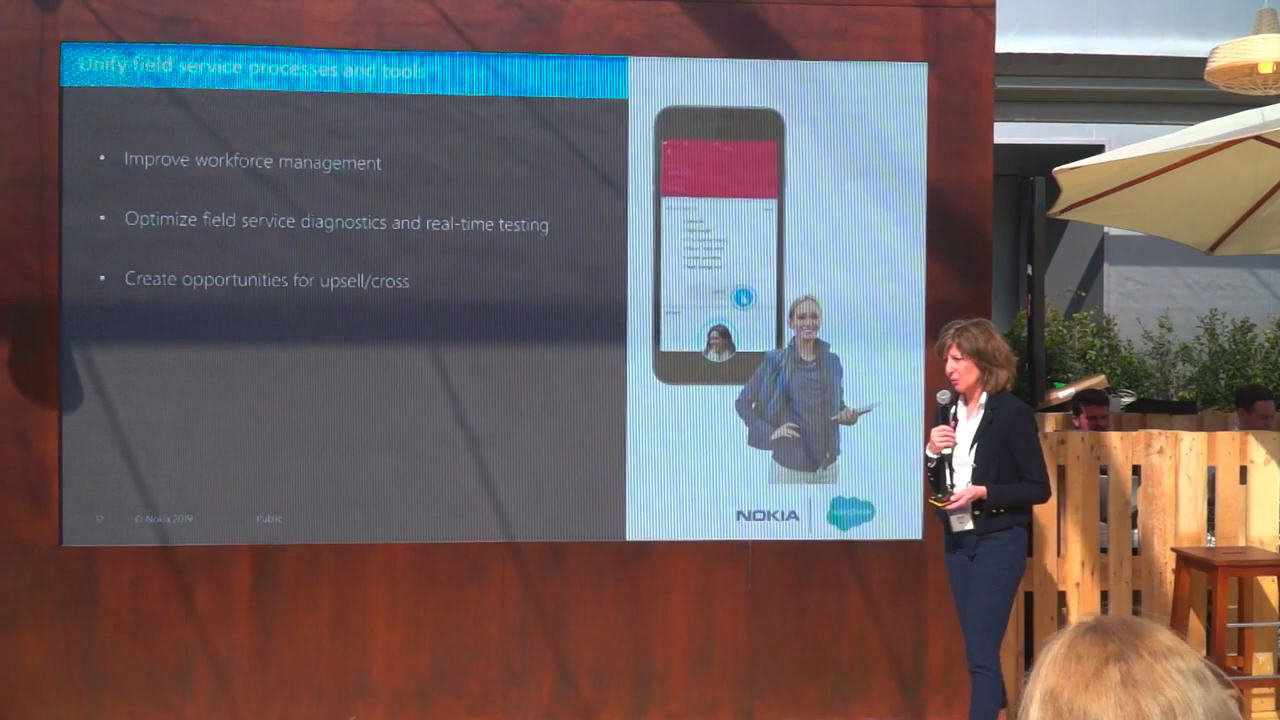 Unify field service processes and tools
• Improve workforce management
• Optimize field service diagnostics and real-time testing
• Create opportunities for upsell/cross
© Nokia 2019
Public
NOKIA